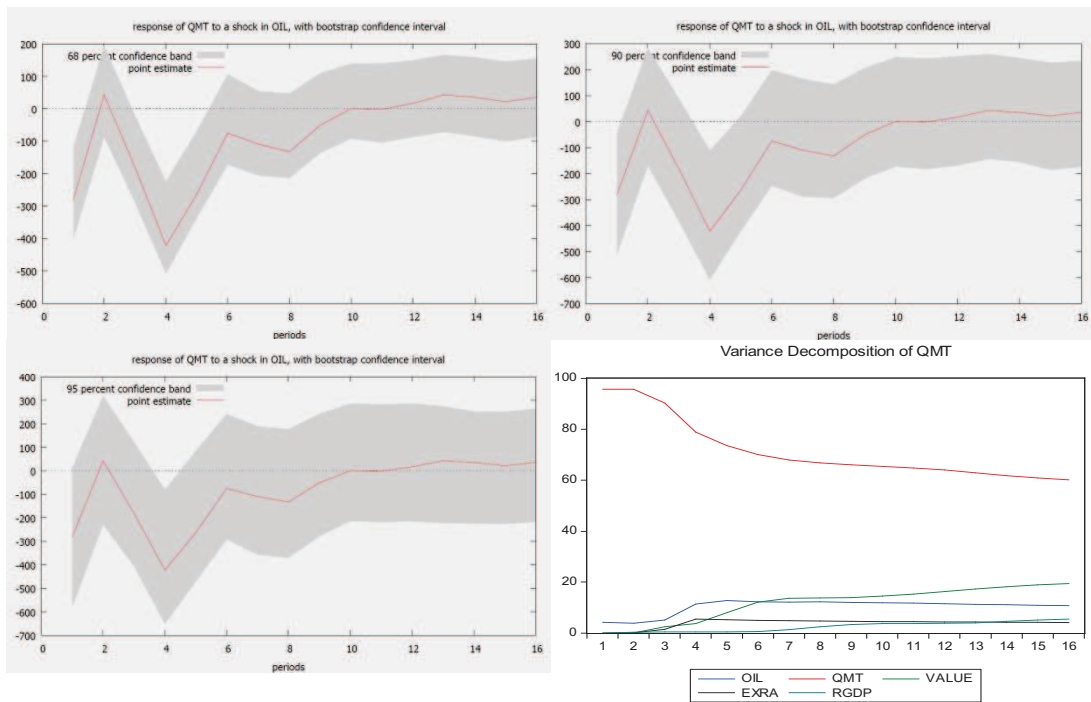 response of QMT to a shock in OIL, with bootstrap confidence interval
68 percent confidence band
point estimate
200
100
0
-100
-200
-300
-400
-500
-600
0 2 4 6 8 10 12 14 16
periods
response of QMT to a shock in OIL, with bootstrap confidence interval
90 percent confidence band
point estimate
300
200
100
0
-100
-200
-300
-400
-500
-600
-700
0 2 4 6 8 10 12 14 16
periods
response of QMT to a shock in OIL, with bootstrap confidence interval
95 percent confidence band
point estimate
400
300
200
100
0
-100
-200
-300
-400
-500
-600
-700
0 2 4 6 8 10 12 14 16
periods
Variance Decomposition of QMT
100
80
60
40
20
0
1 2 3 4 5 6 7 8 9 10 11 12 13 14 15 16
OIL QMT VALUE
EXRA RGDP